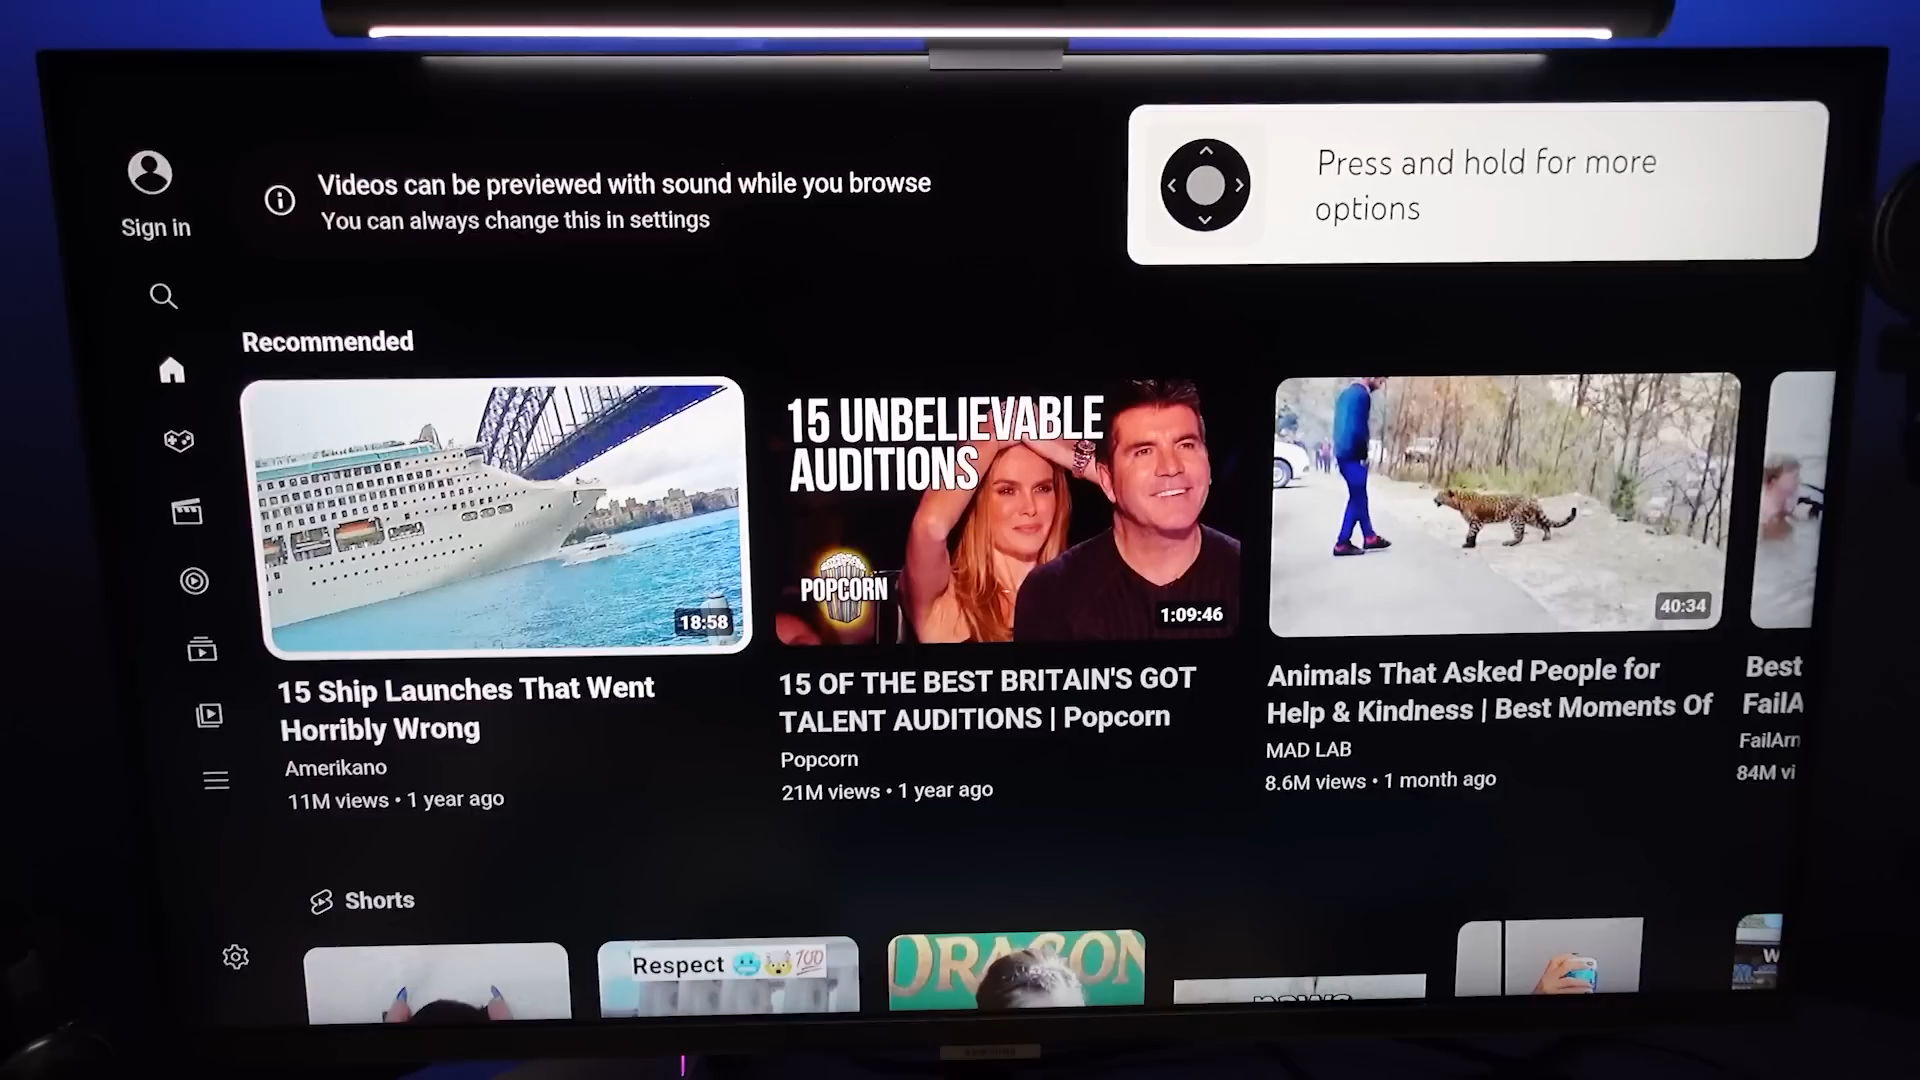 Sign in
Videos can be previewed with sound while you browse
You can always change this in settings
Press and hold for more
options
Recommended
15 UNBELIEVABLE
AUDITIONS
POPCORN
18:58
1:09:46
40:34
15 Ship Launches That Went
Horribly Wrong
Amerikano
11M views • 1 year ago
15 OF THE BEST BRITAIN'S GOT
TALENT AUDITIONS | Popcorn
Popcorn
21M views • 1 year ago
Animals That Asked People for
Help & Kindness | Best Moments Of
MAD LAB
8.6M views • 1 month ago
Best
FailA
FailArm
84M vi
Shorts
Respect 🥶🤯💯
DRAGON
W
SAMSUNG